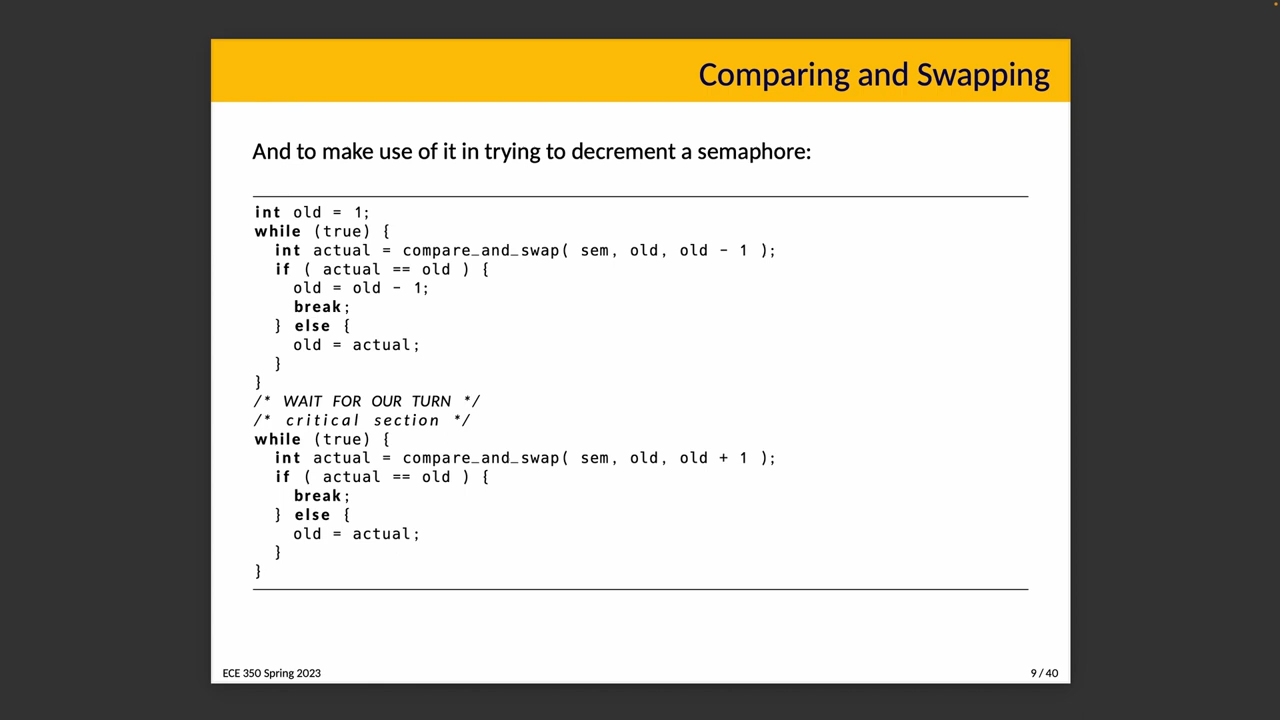 Comparing and Swapping
And to make use of it in trying to decrement a semaphore:
int old = 1;
while (true) {
  int actual = compare_and_swap( sem, old, old - 1 );
  if ( actual == old ) {
    old = old - 1;
    break;
  } else {
    old = actual;
  }
}
/* WAIT FOR OUR TURN */
/* critical section */
while (true) {
  int actual = compare_and_swap( sem, old, old + 1 );
  if ( actual == old ) {
    break;
  } else {
    old = actual;
  }
}
ECE 350 Spring 2023
9 / 40